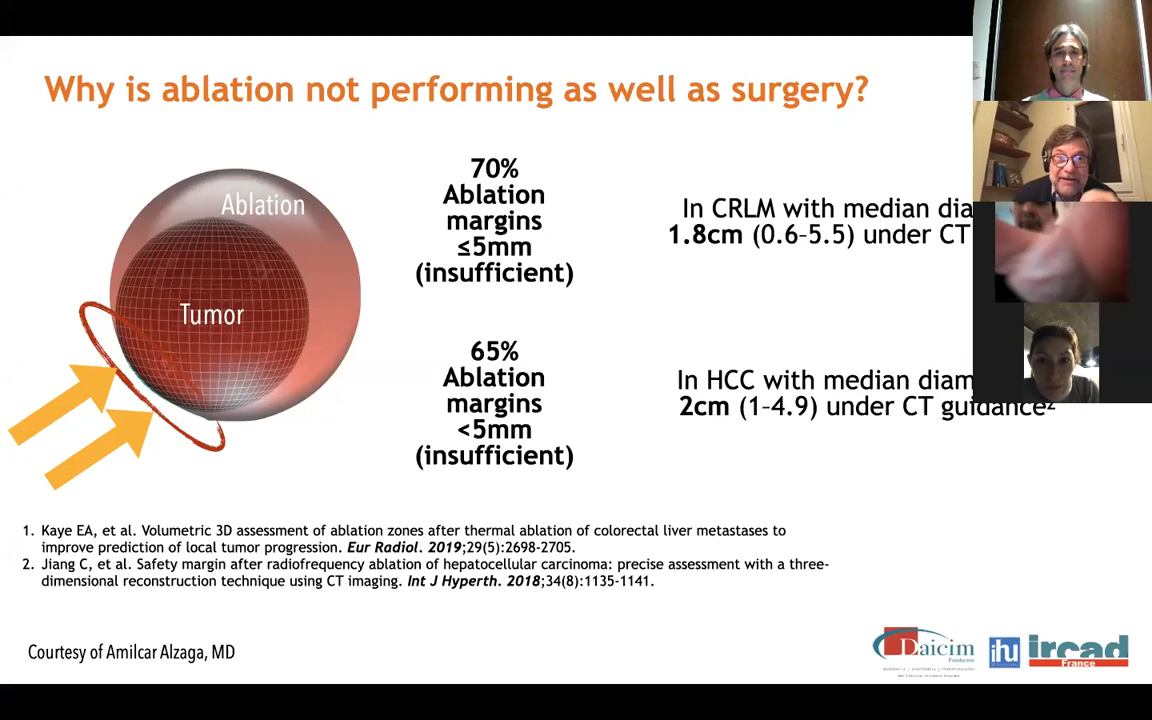 Why is ablation not performing as well as surgery?
Ablation
Tumor
70%
Ablation
margins
≤5mm
(insufficient)
In CRLM with median dia
1.8cm (0.6-5.5) under CT
65%
Ablation
margins
<5mm
(insufficient)
In HCC with median diam
2cm (1-4.9) under CT guidance²
1. Kaye EA, et al. Volumetric 3D assessment of ablation zones after thermal ablation of colorectal liver metastases to
improve prediction of local tumor progression. Eur Radiol. 2019;29(5):2698-2705.
2. Jiang C, et al. Safety margin after radiofrequency ablation of hepatocellular carcinoma: precise assessment with a three-
dimensional reconstruction technique using CT imaging. Int J Hyperth. 2018;34(8):1135-1141.
Courtesy of Amilcar Alzaga, MD
Daicim
Fundación
ihu
ircad
France